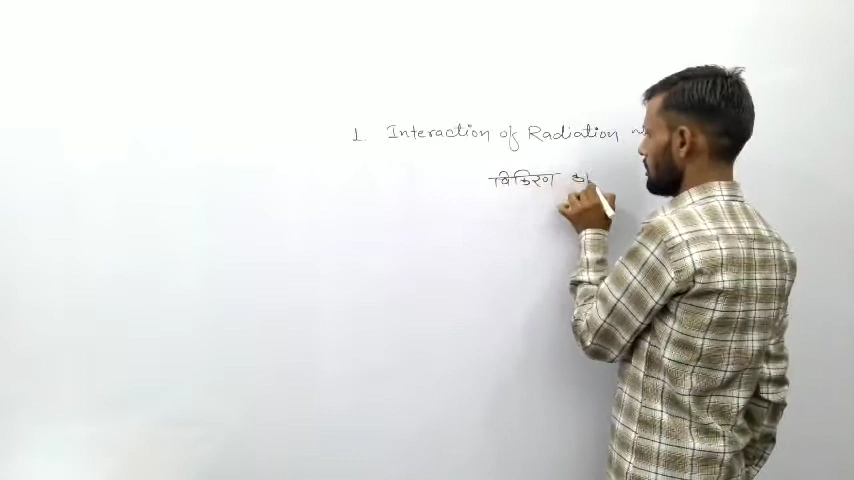 1 Interaction of Radiation
विकिरण का